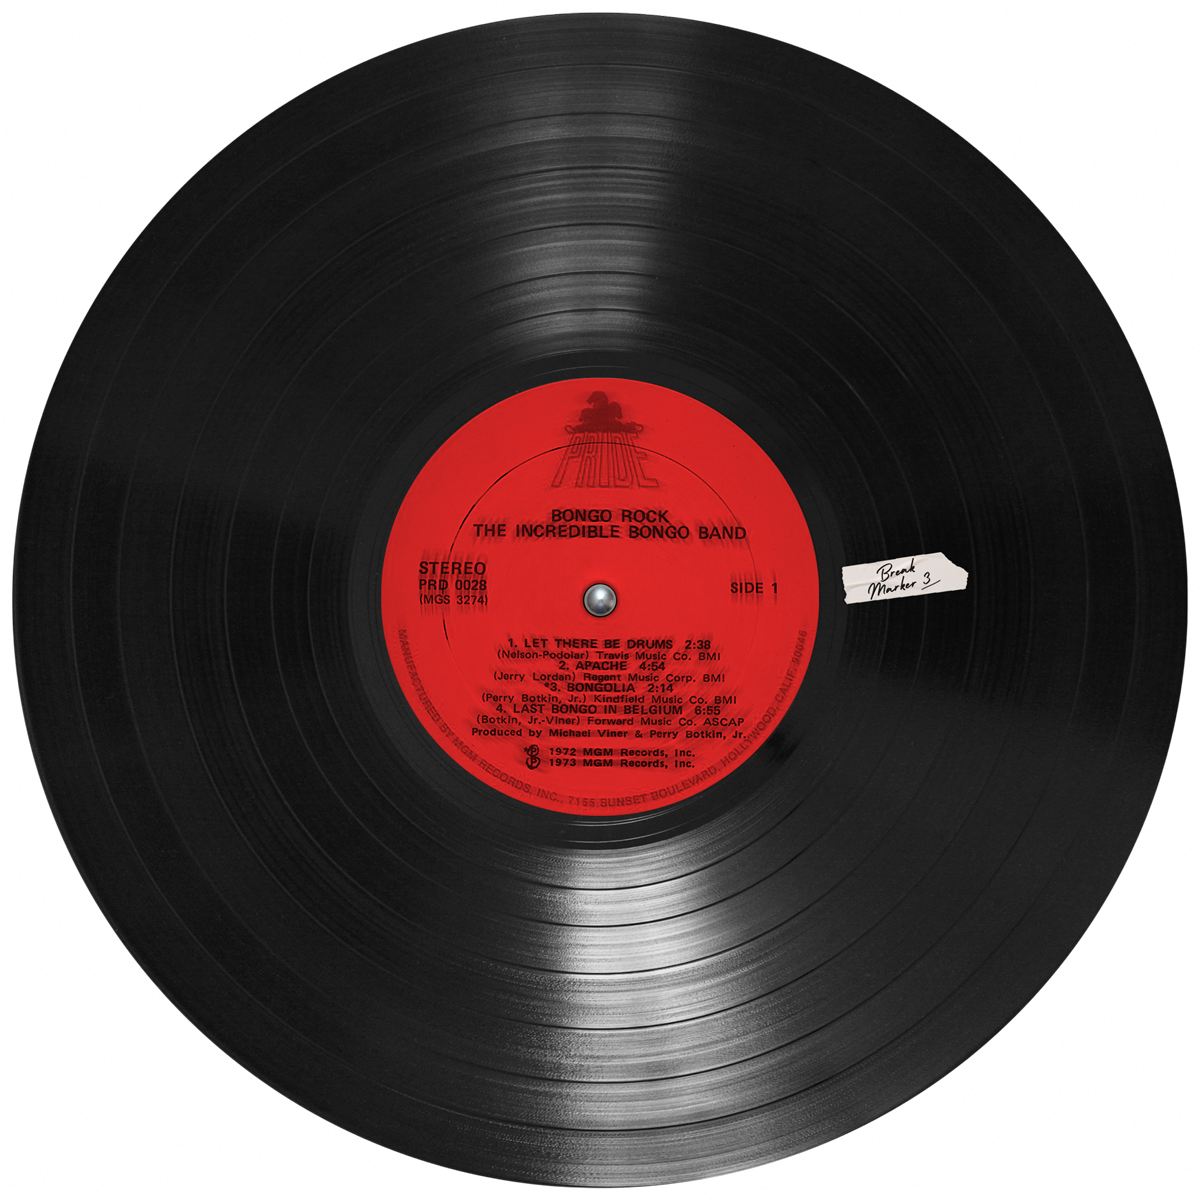 PRIDE
BONGO ROCK
THE INCREDIBLE BONGO BAND
STEREO
PRD 0028
(MGS 3274)
SIDE 1
Break
Marker 3
1. LET THERE BE DRUMS 2:38
(Nelson-Podolar) Travis Music Co. BMI
2. APACHE 4:54
(Jerry Lordan) Regent Music Corp. BMI
*3. BONGOLIA 2:14
(Perry Botkin, Jr.) Kindfield Music Co. BMI
4. LAST BONGO IN BELGIUM 6:55
(Botkin, Jr.-Viner) Forward Music Co. ASCAP
Produced by Michael Viner & Perry Botkin, Jr.
*℗ 1972 MGM Records, Inc.
℗ 1973 MGM Records, Inc.
MANUFACTURED BY MGM RECORDS, INC., 7165 SUNSET BOULEVARD, HOLLYWOOD, CALIF. 90046